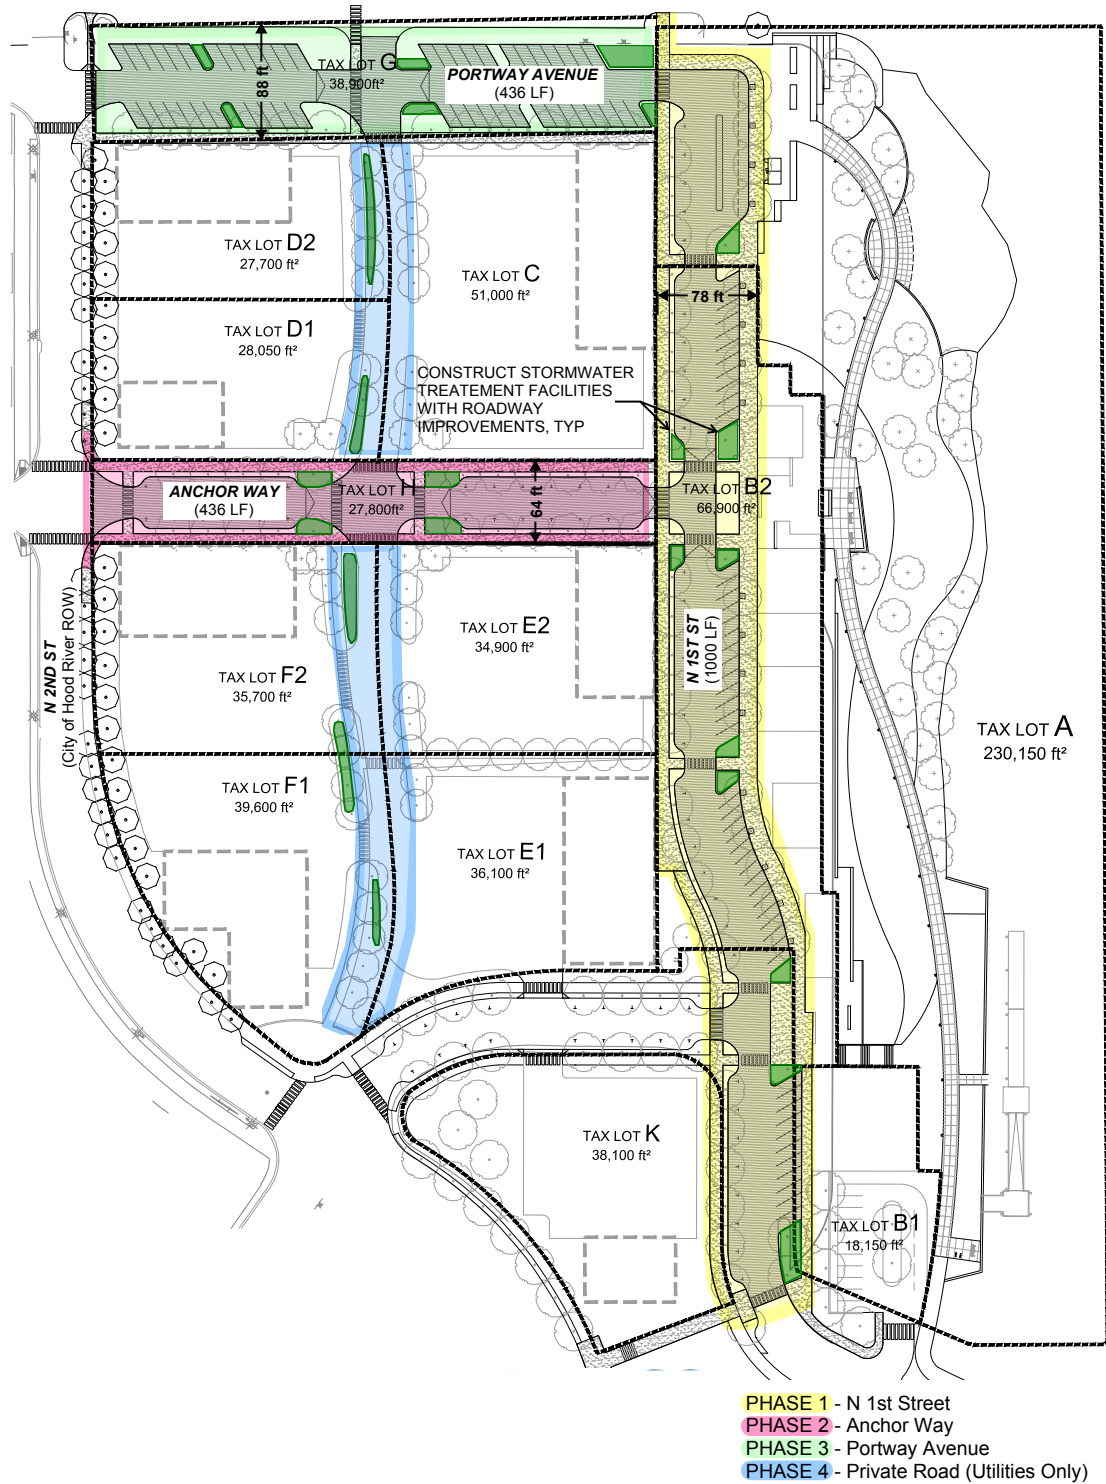 TAX LOT G
38,900ft²
PORTWAY AVENUE
(436 LF)
88 ft
TAX LOT D2
27,700 ft²
TAX LOT C
51,000 ft²
78 ft
TAX LOT D1
28,050 ft²
CONSTRUCT STORMWATER
TREATEMENT FACILITIES
WITH ROADWAY
IMPROVEMENTS, TYP
ANCHOR WAY
(436 LF)
TAX LOT H
27,800ft²
64 ft
TAX LOT B2
66,900ft²
N 2ND ST
(City of Hood River ROW)
TAX LOT E2
34,900 ft²
N 1ST ST
(1000 LF)
TAX LOT F2
35,700 ft²
TAX LOT A
230,150 ft²
TAX LOT F1
39,600 ft²
TAX LOT E1
36,100 ft²
TAX LOT K
38,100 ft²
TAX LOT B1
18,150 ft²
PHASE 1 - N 1st Street
PHASE 2 - Anchor Way
PHASE 3 - Portway Avenue
PHASE 4 - Private Road (Utilities Only)